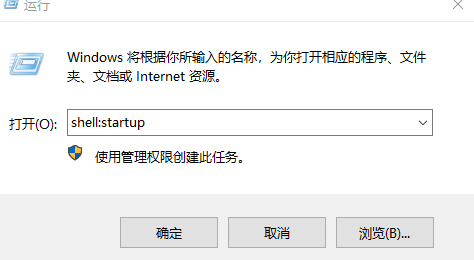 运行
Windows 将根据你所输入的名称，为你打开相应的程序、文件
夹、文档或 Internet 资源。
打开(O): shell:startup
使用管理权限创建此任务。
确定 取消 浏览(B)...